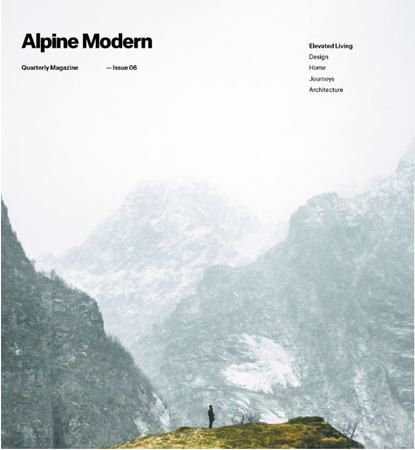 Alpine Modern
Quarterly Magazine — Issue 06
Elevated Living
Design
Home
Journeys
Architecture